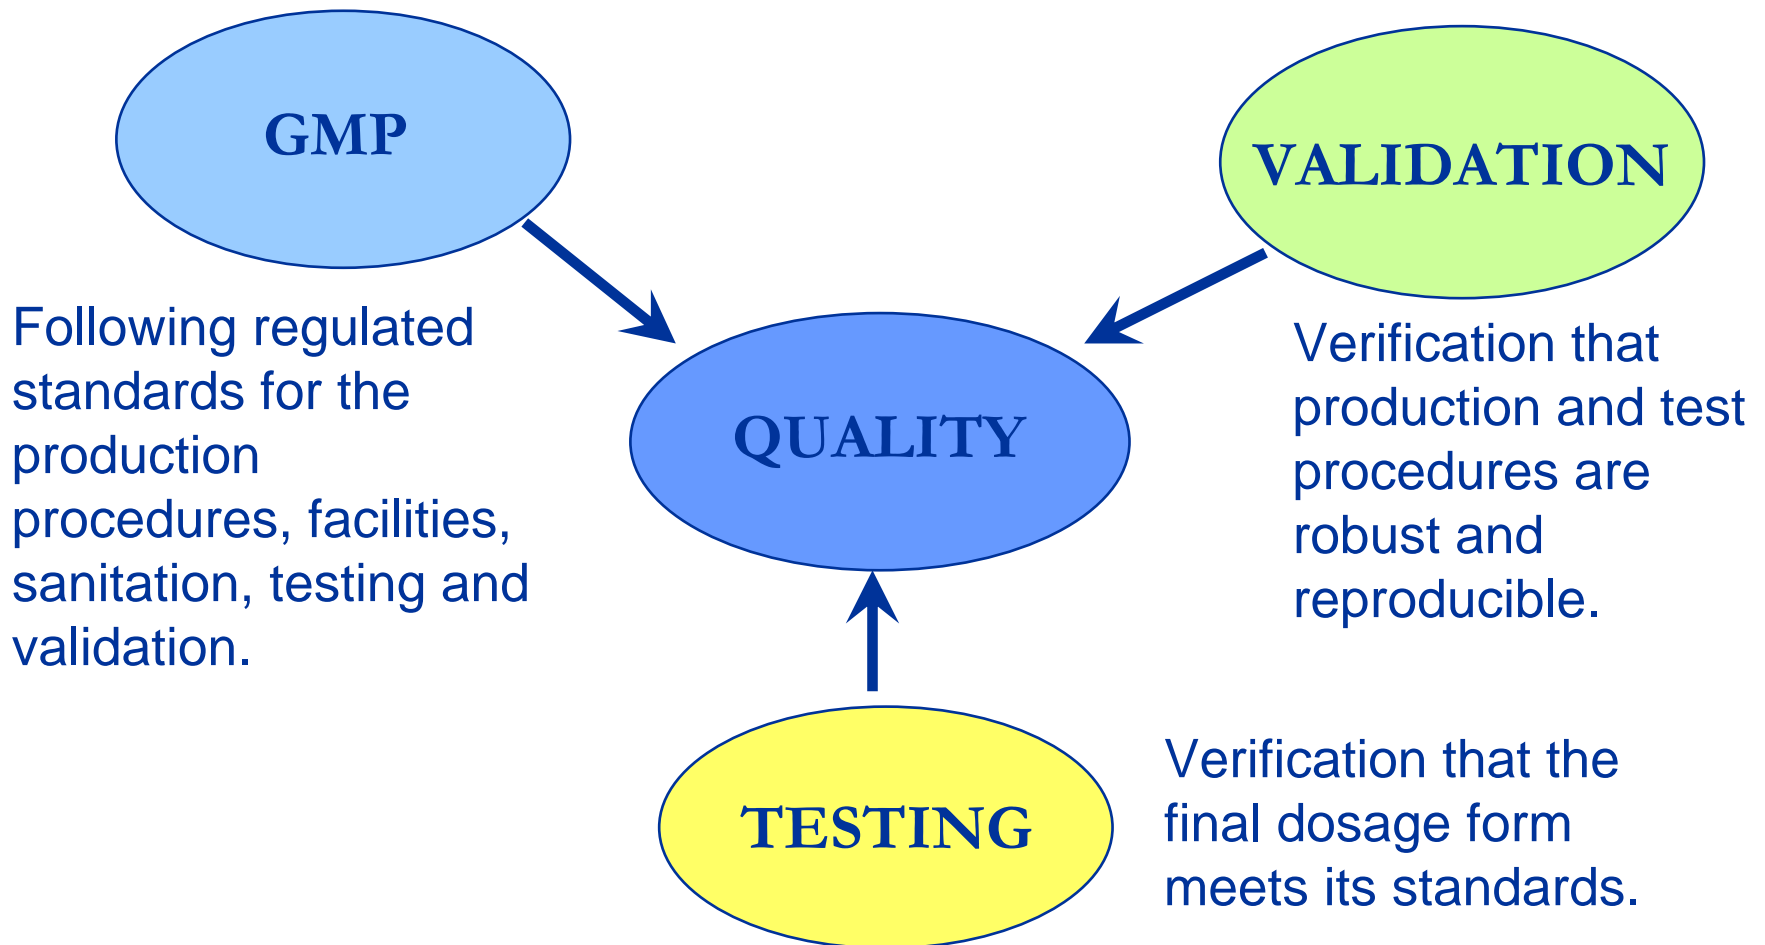 GMP
Following regulated
standards for the
production
procedures, facilities,
sanitation, testing and
validation.
VALIDATION
Verification that
production and test
procedures are
robust and
reproducible.
QUALITY
TESTING
Verification that the
final dosage form
meets its standards.